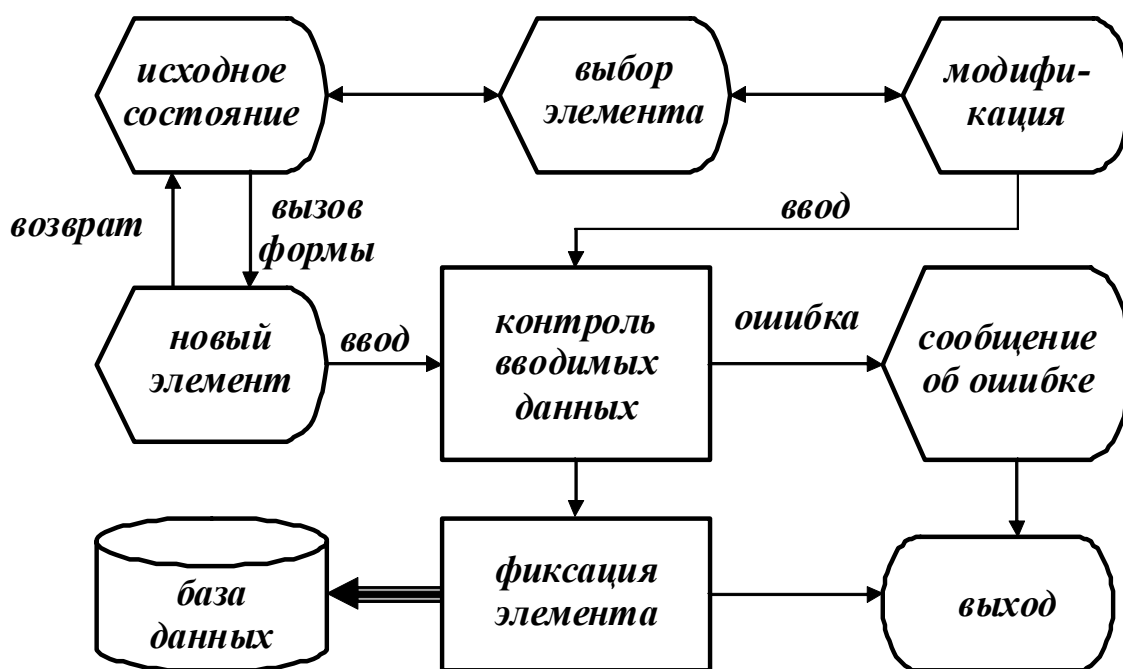 исходное
состояние
выбор
элемента
модифи-
кация
возврат
вызов
формы
ввод
новый
элемент
ввод
контроль
вводимых
данных
ошибка
сообщение
об ошибке
база
данных
фиксация
элемента
выход